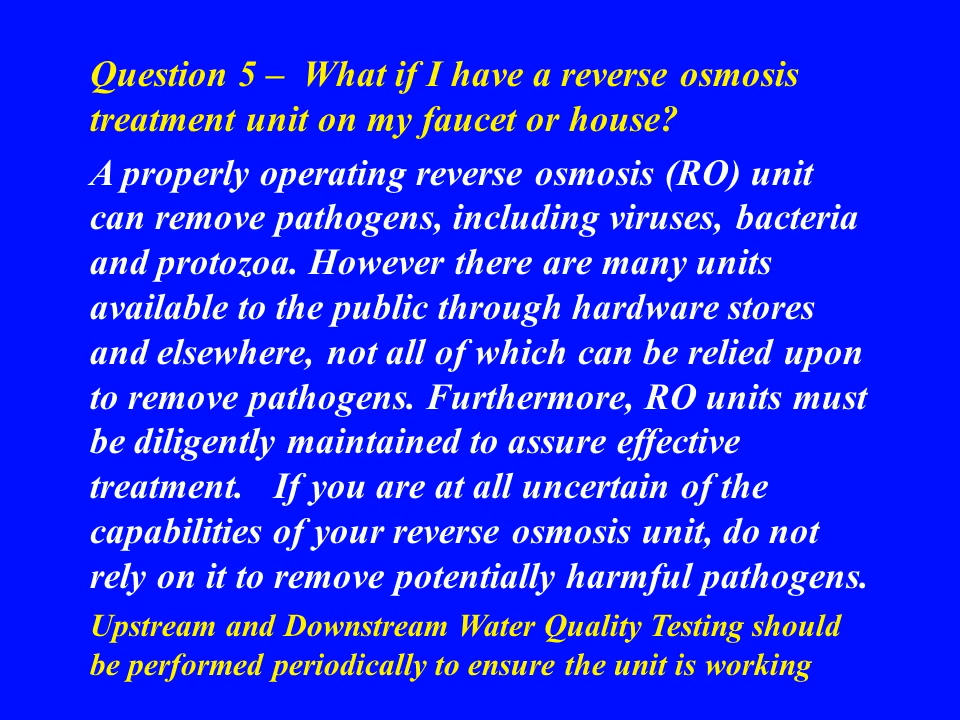 Question 5 – What if I have a reverse osmosis
treatment unit on my faucet or house?
A properly operating reverse osmosis (RO) unit
can remove pathogens, including viruses, bacteria
and protozoa. However there are many units
available to the public through hardware stores
and elsewhere, not all of which can be relied upon
to remove pathogens. Furthermore, RO units must
be diligently maintained to assure effective
treatment. If you are at all uncertain of the
capabilities of your reverse osmosis unit, do not
rely on it to remove potentially harmful pathogens.
Upstream and Downstream Water Quality Testing should
be performed periodically to ensure the unit is working